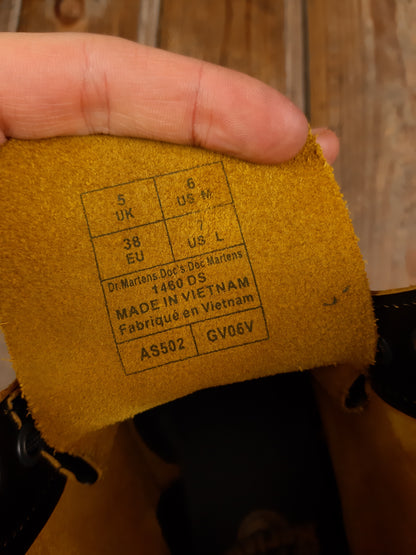 5 6
UK US M
38 7
EU US L
Dr.Martens.Doc's Doc Martens
1460 DS
MADE IN VIETNAM
Fabriqué en Vietnam
AS502 GV06V